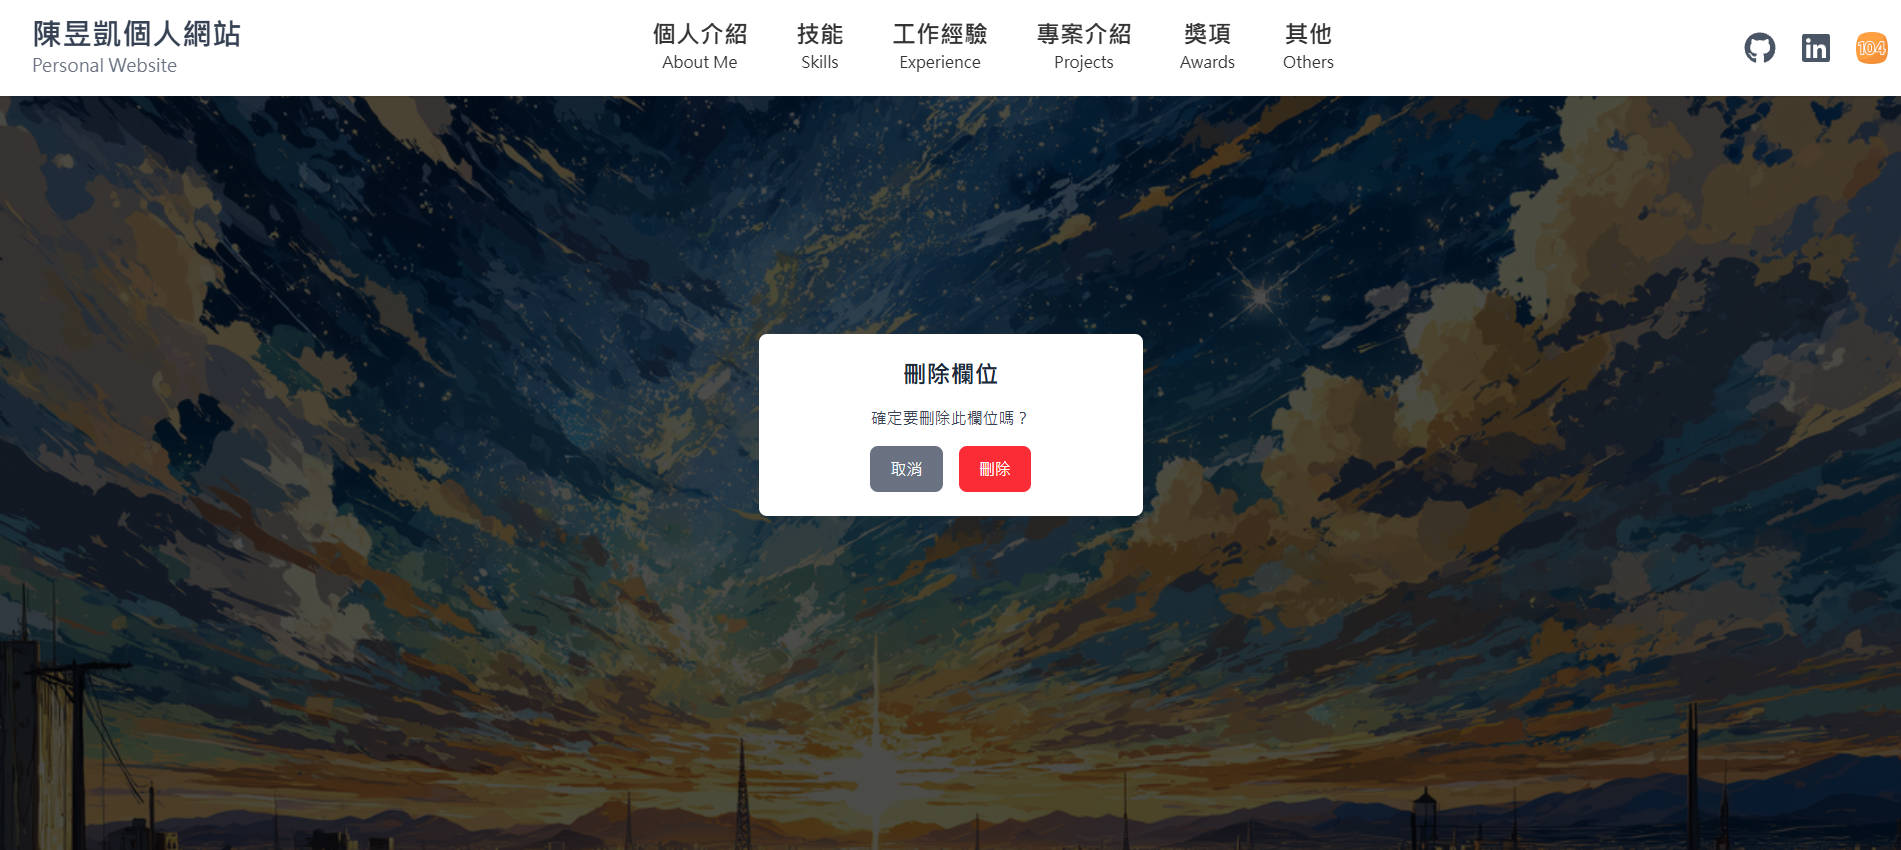 陳昱凱個人網站
Personal Website
個人介紹
About Me
技能
Skills
工作經驗
Experience
專案介紹
Projects
獎項
Awards
其他
Others
104
刪除欄位
確定要刪除此欄位嗎？
取消
刪除